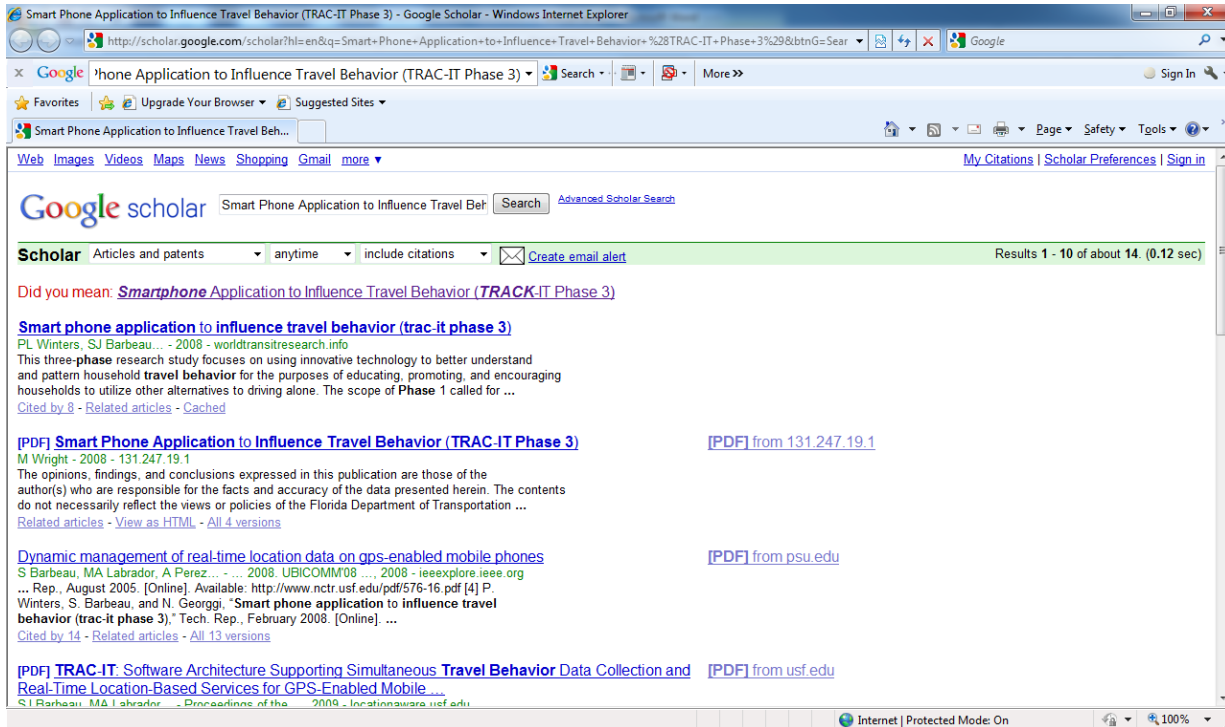 Smart Phone Application to Influence Travel Behavior (TRAC-IT Phase 3) - Google Scholar - Windows Internet Explorer
http://scholar.google.com/scholar?hl=en&q=Smart+Phone+Application+to+Influence+Travel+Behavior+%28TRAC-IT+Phase+3%29&btnG=Sear Google
x Google Phone Application to Influence Travel Behavior (TRAC-IT Phase 3) Search More >> Sign In
Favorites Upgrade Your Browser Suggested Sites
Smart Phone Application to Influence Travel Beh... Page Safety Tools
Web Images Videos Maps News Shopping Gmail more ▼ My Citations | Scholar Preferences | Sign in
Google scholar Smart Phone Application to Influence Travel Beh Search Advanced Scholar Search
Scholar Articles and patents anytime include citations Create email alert Results 1 - 10 of about 14. (0.12 sec)
Did you mean: Smartphone Application to Influence Travel Behavior (TRACK-IT Phase 3)
Smart phone application to influence travel behavior (trac-it phase 3)
PL Winters, SJ Barbeau... - 2008 - worldtransitresearch.info
This three-phase research study focuses on using innovative technology to better understand
and pattern household travel behavior for the purposes of educating, promoting, and encouraging
households to utilize other alternatives to driving alone. The scope of Phase 1 called for ...
Cited by 8 - Related articles - Cached
[PDF] Smart Phone Application to Influence Travel Behavior (TRAC-IT Phase 3) [PDF] from 131.247.19.1
M Wright - 2008 - 131.247.19.1
The opinions, findings, and conclusions expressed in this publication are those of the
author(s) who are responsible for the facts and accuracy of the data presented herein. The contents
do not necessarily reflect the views or policies of the Florida Department of Transportation ...
Related articles - View as HTML - All 4 versions
Dynamic management of real-time location data on gps-enabled mobile phones [PDF] from psu.edu
S Barbeau, MA Labrador, A Perez... - ... 2008. UBICOMM'08 ..., 2008 - ieeexplore.ieee.org
... Rep., August 2005. [Online]. Available: http://www.nctr.usf.edu/pdf/576-16.pdf [4] P.
Winters, S. Barbeau, and N. Georggi, “Smart phone application to influence travel
behavior (trac-it phase 3),” Tech. Rep., February 2008. [Online]. ...
Cited by 14 - Related articles - All 13 versions
[PDF] TRAC-IT: Software Architecture Supporting Simultaneous Travel Behavior Data Collection and [PDF] from usf.edu
Real-Time Location-Based Services for GPS-Enabled Mobile ...
SJ Barbeau, MA Labrador... - Proceedings of the ..., 2009 - locationaware.usf.edu
Internet | Protected Mode: On 100%